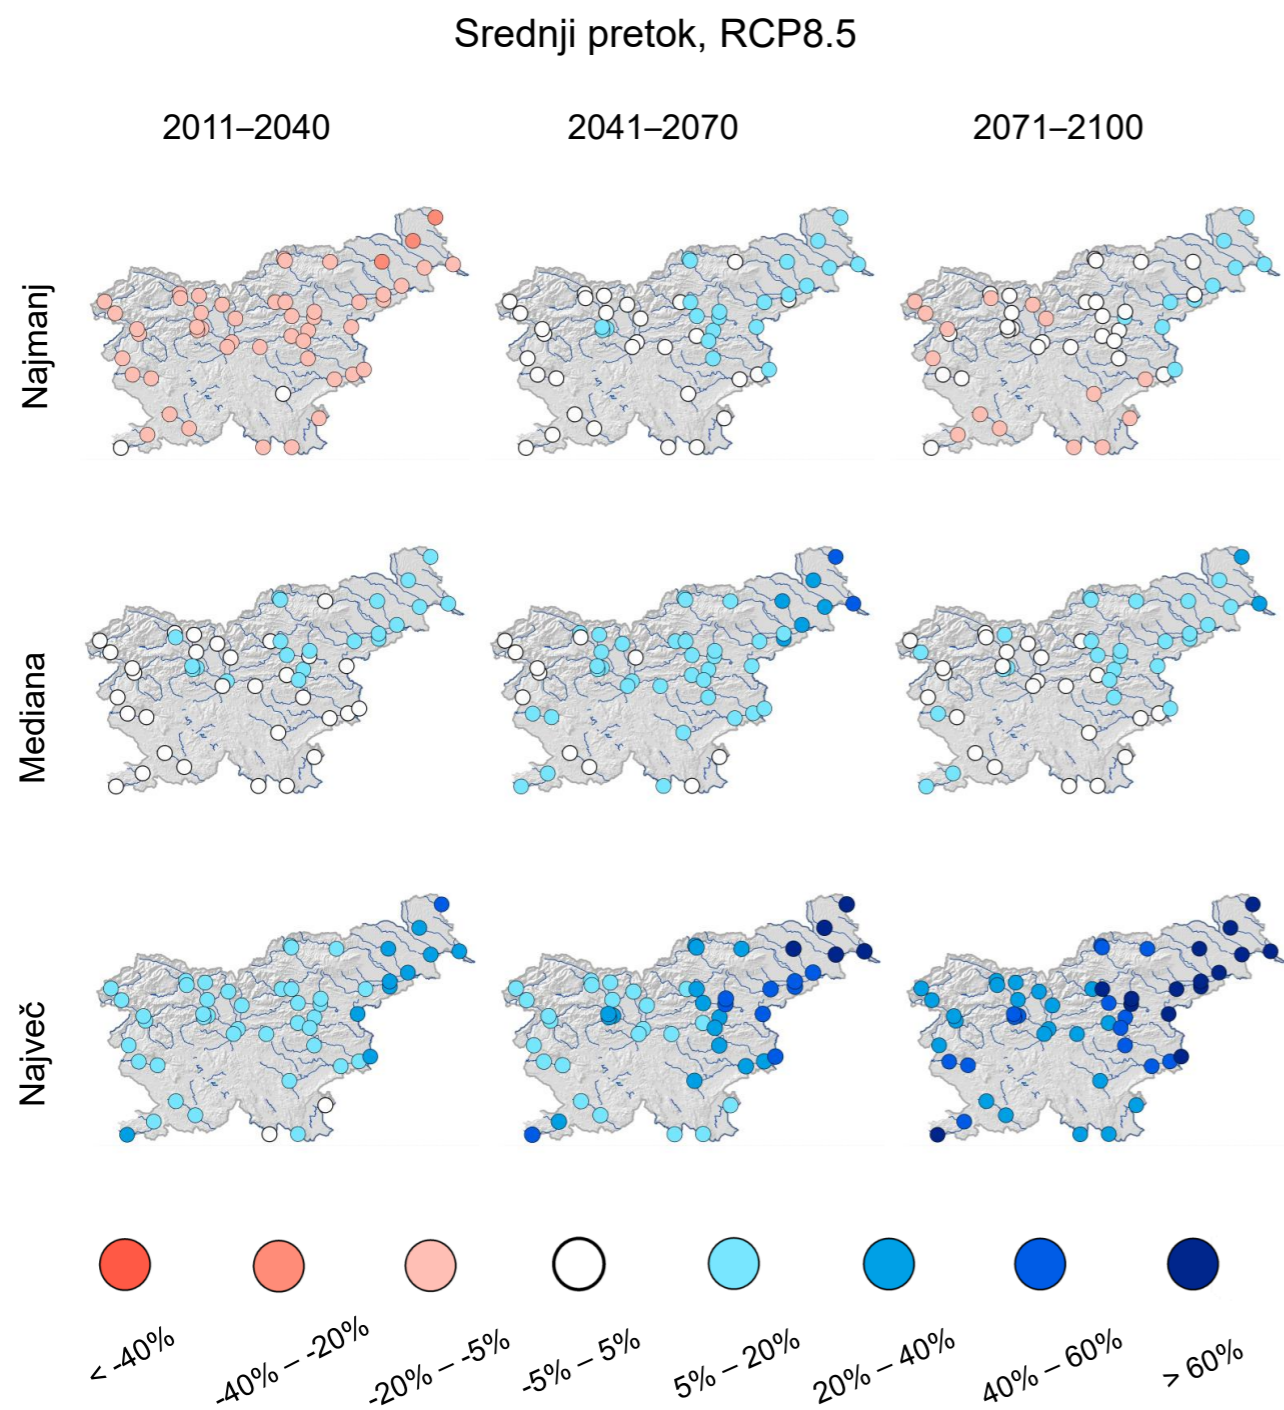 Srednji pretok, RCP8.5
2011–2040 2041–2070 2071–2100
Najmanj
Mediana
Največ
< -40% -40% – -20% -20% – -5% -5% – 5% 5% – 20% 20% – 40% 40% – 60% > 60%